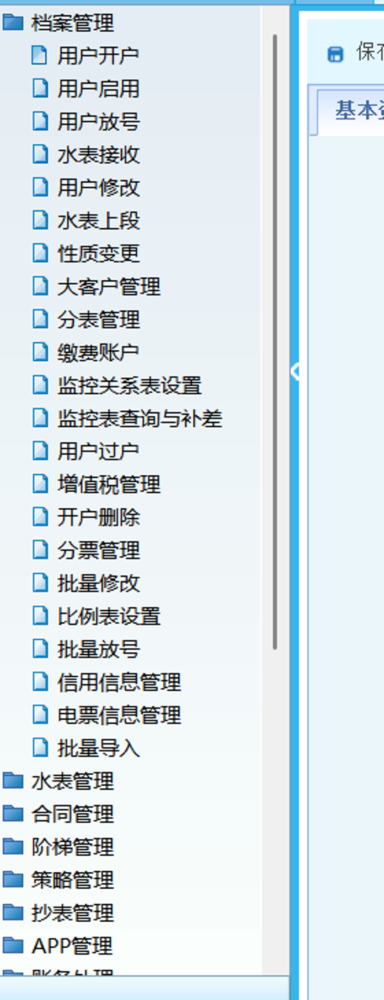 档案管理
用户开户
用户启用
用户放号
水表接收
用户修改
水表上段
性质变更
大客户管理
分表管理
缴费账户
监控关系表设置
监控表查询与补差
用户过户
增值税管理
开户删除
分票管理
批量修改
比例表设置
批量放号
信用信息管理
电票信息管理
批量导入
水表管理
合同管理
阶梯管理
策略管理
抄表管理
APP管理
保
基本